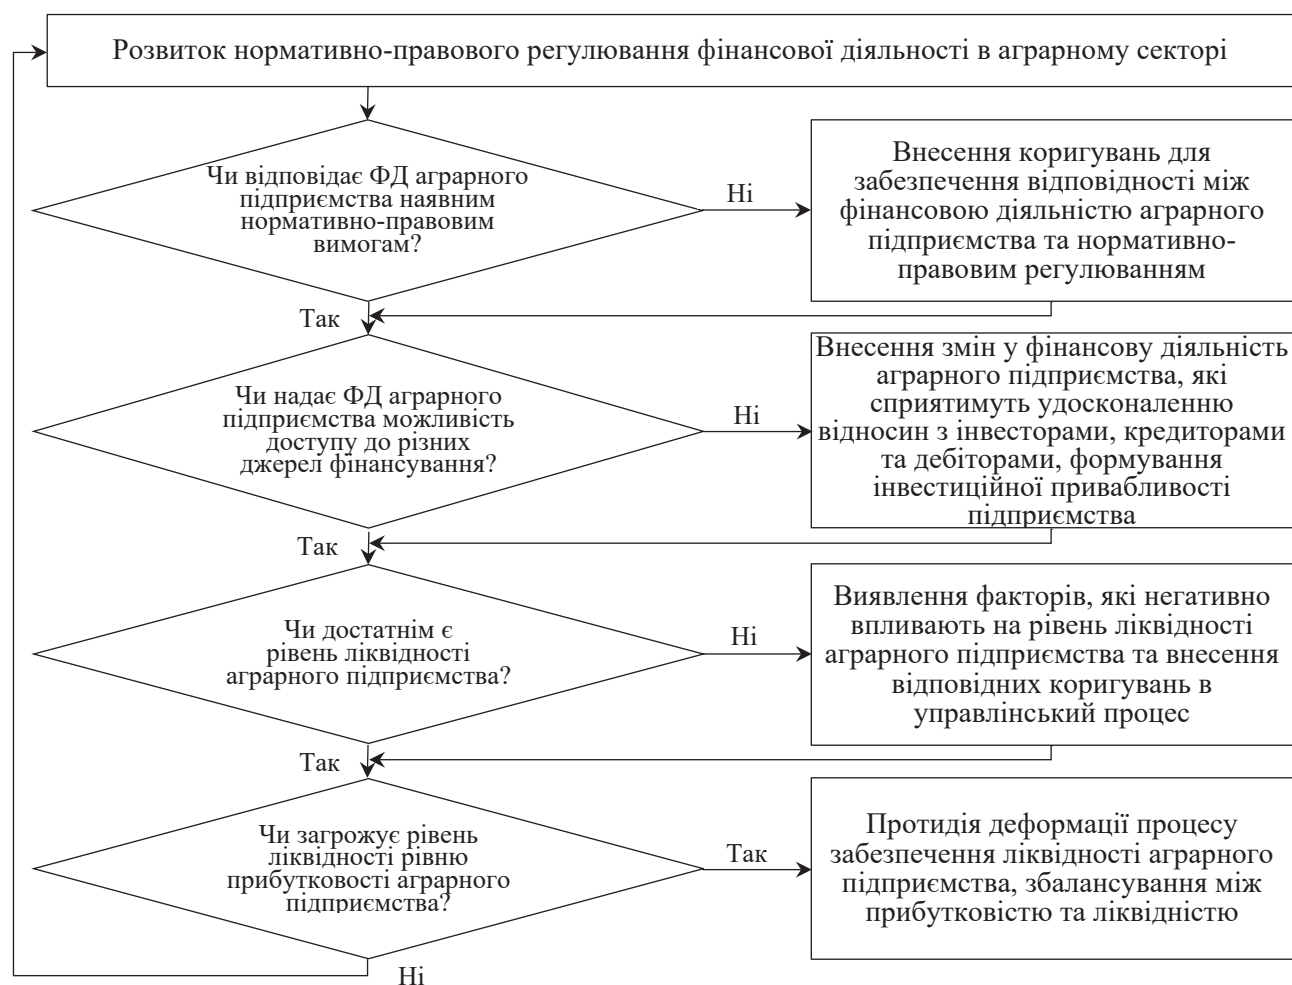 Розвиток нормативно-правового регулювання фінансової діяльності в аграрному секторі
Чи відповідає ФД аграрного
підприємства наявним
нормативно-правовим
вимогам?
Ні
Внесення коригувань для
забезпечення відповідності між
фінансовою діяльністю аграрного
підприємства та нормативно-
правовим регулюванням
Так
Чи надає ФД аграрного
підприємства можливість
доступу до різних
джерел фінансування?
Ні
Внесення змін у фінансову діяльність
аграрного підприємства, які
сприятимуть удосконаленню
відносин з інвесторами, кредиторами
та дебіторами, формування
інвестиційної привабливості
підприємства
Так
Чи достатнім є
рівень ліквідності
аграрного підприємства?
Ні
Виявлення факторів, які негативно
впливають на рівень ліквідності
аграрного підприємства та внесення
відповідних коригувань в
управлінський процес
Так
Чи загрожує рівень
ліквідності рівню
прибутковості аграрного
підприємства?
Так
Протидія деформації процесу
забезпечення ліквідності аграрного
підприємства, збалансування між
прибутковістю та ліквідністю
Ні